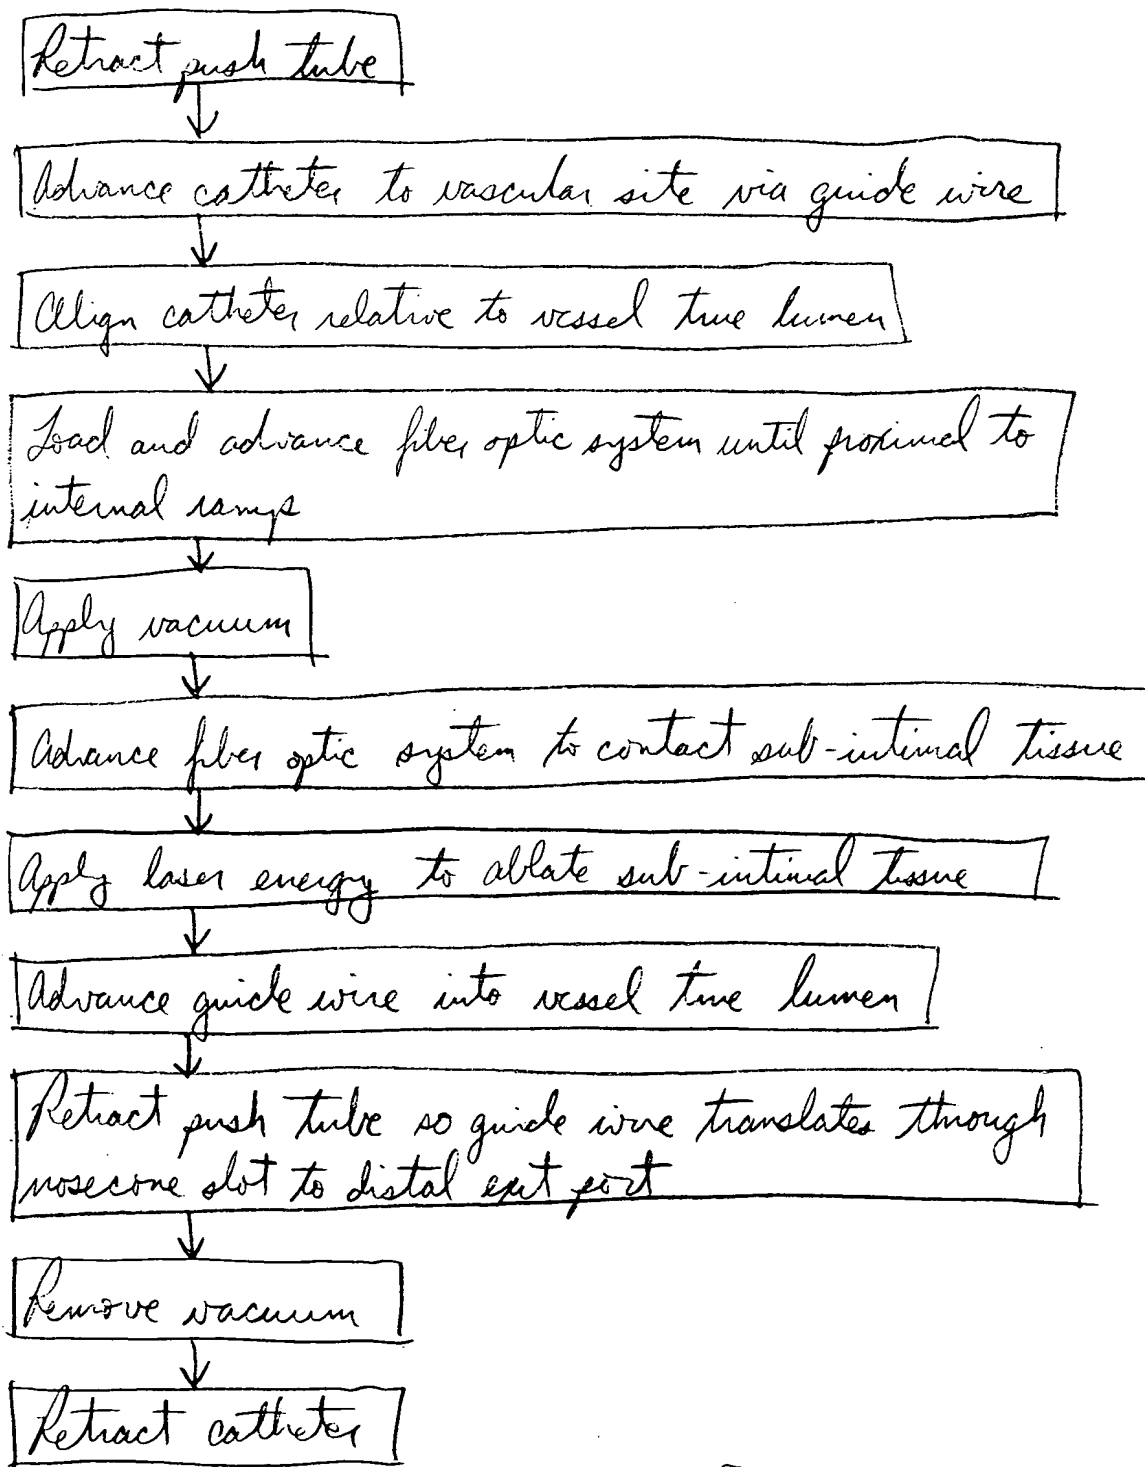 Retract push tube
Advance catheter to vascular site via guide wire
Align catheter relative to vessel true lumen
Load and advance fiber optic system until proximal to
internal ramp
Apply vacuum
Advance fiber optic system to contact sub-intimal tissue
Apply laser energy to ablate sub-intimal tissue
Advance guide wire into vessel true lumen
Retract push tube so guide wire translates through
nosecone slot to distal exit port
Remove vacuum
Retract catheter